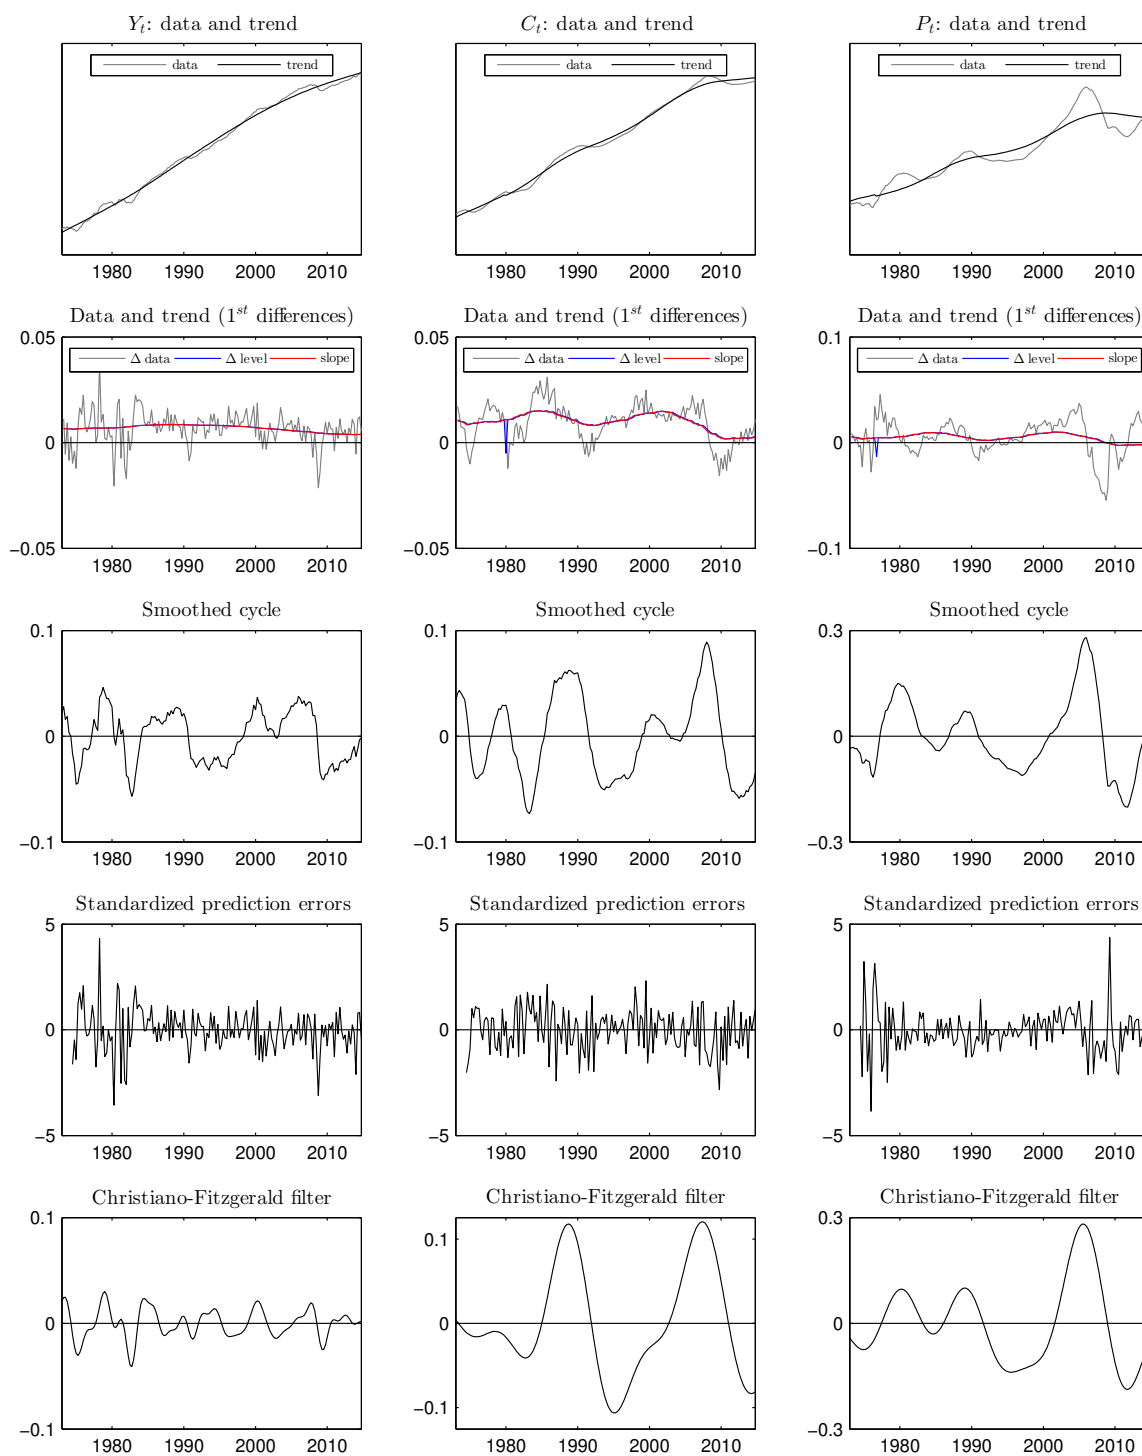 Y_t: data and trend
C_t: data and trend
P_t: data and trend
data trend
data trend
data trend
1980 1990 2000 2010
1980 1990 2000 2010
1980 1990 2000 2010
Data and trend (1^{st} differences)
Data and trend (1^{st} differences)
Data and trend (1^{st} differences)
0.05
0
−0.05
Δ data Δ level slope
1980 1990 2000 2010
0.05
0
−0.05
Δ data Δ level slope
1980 1990 2000 2010
0.1
0
−0.1
Δ data Δ level slope
1980 1990 2000 2010
Smoothed cycle
Smoothed cycle
Smoothed cycle
0.1
0
−0.1
1980 1990 2000 2010
0.1
0
−0.1
1980 1990 2000 2010
0.3
0
−0.3
1980 1990 2000 2010
Standardized prediction errors
Standardized prediction errors
Standardized prediction errors
5
0
−5
1980 1990 2000 2010
5
0
−5
1980 1990 2000 2010
5
0
−5
1980 1990 2000 2010
Christiano-Fitzgerald filter
Christiano-Fitzgerald filter
Christiano-Fitzgerald filter
0.1
0
−0.1
1980 1990 2000 2010
0.1
0
−0.1
1980 1990 2000 2010
0.3
0
−0.3
1980 1990 2000 2010